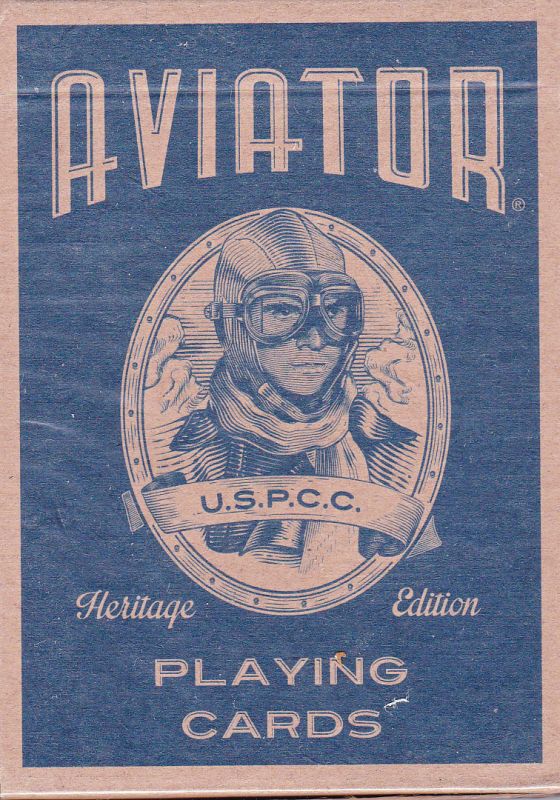 AVIATOR®
U.S.P.C.C.
Heritage Edition
PLAYING
CARDS